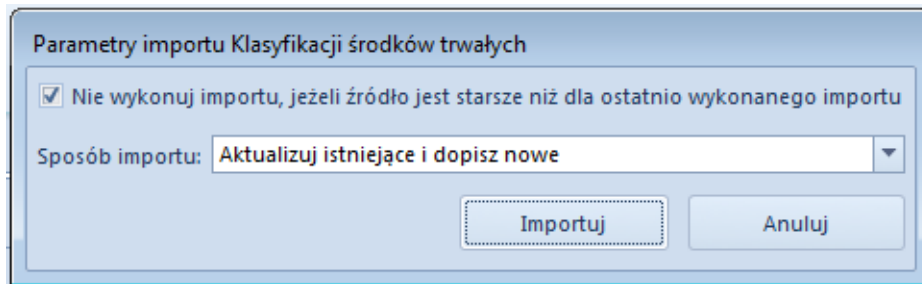 Parametry importu Klasyfikacji środków trwałych
Nie wykonuj importu, jeżeli źródło jest starsze niż dla ostatnio wykonanego importu
Sposób importu: Aktualizuj istniejące i dopisz nowe
Importuj Anuluj